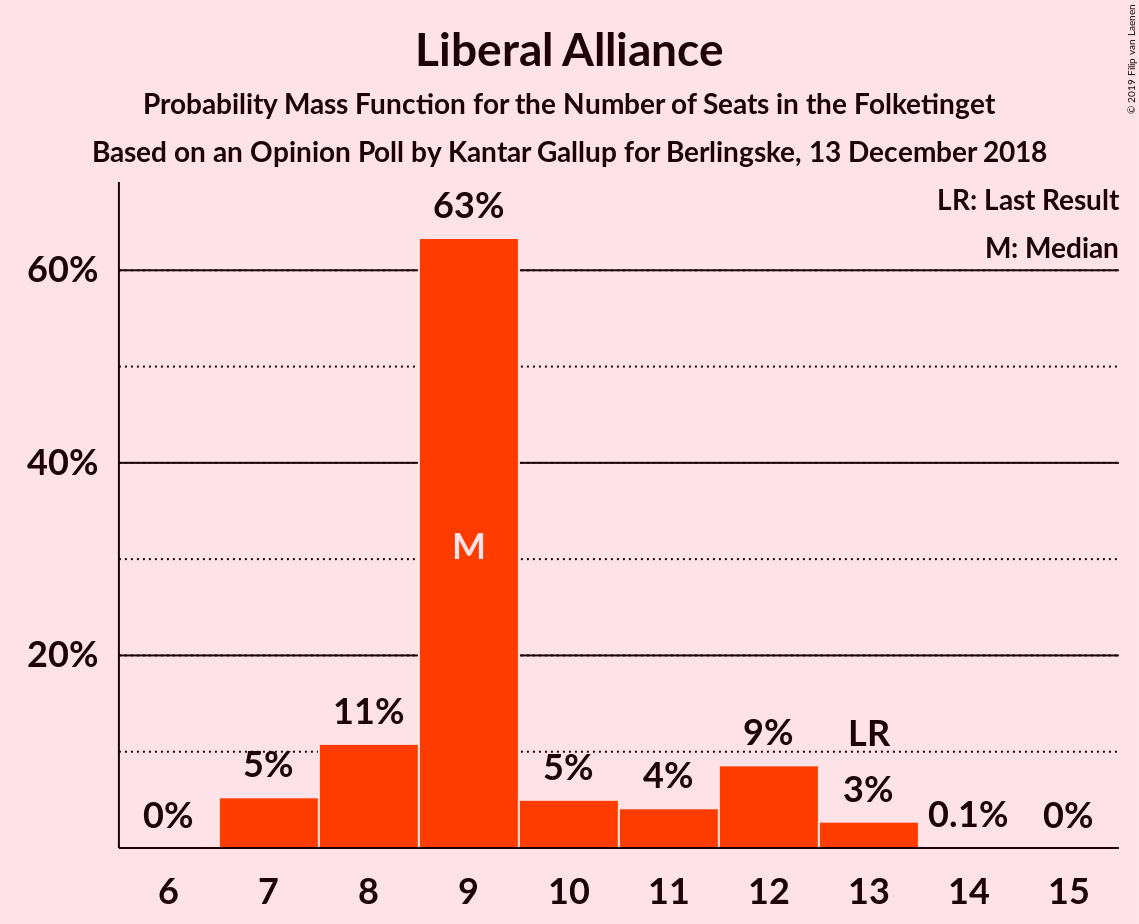 Liberal Alliance
Probability Mass Function for the Number of Seats in the Folketinget
Based on an Opinion Poll by Kantar Gallup for Berlingske, 13 December 2018
© 2019 Filip van Laenen
LR: Last Result
M: Median
60%
40%
20%
0%
5%
11%
63%
M
5%
4%
9%
LR
3%
0.1%
0%
6 7 8 9 10 11 12 13 14 15